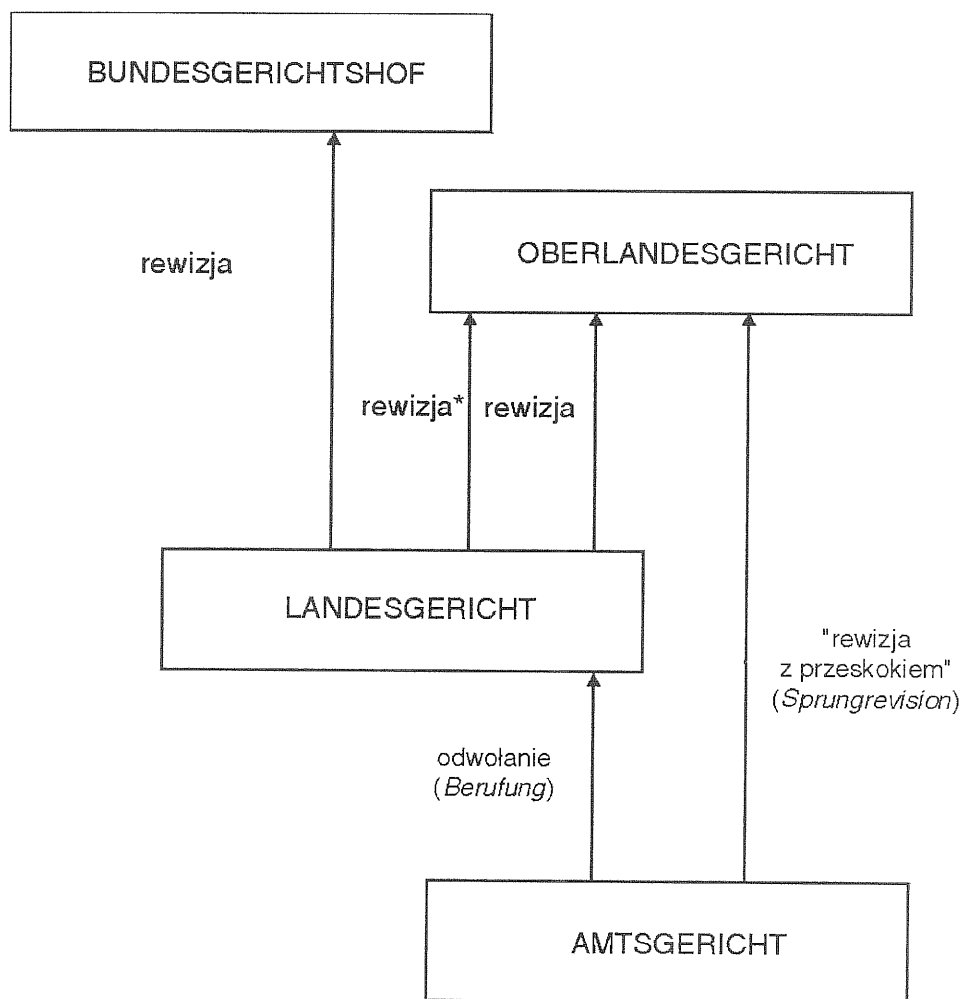 BUNDESGERICHTSHOF
OBERLANDESGERICHT
rewizja
rewizja* rewizja
LANDESGERICHT
"rewizja
z przeskokiem"
(Sprungrevision)
odwołanie
(Berufung)
AMTSGERICHT